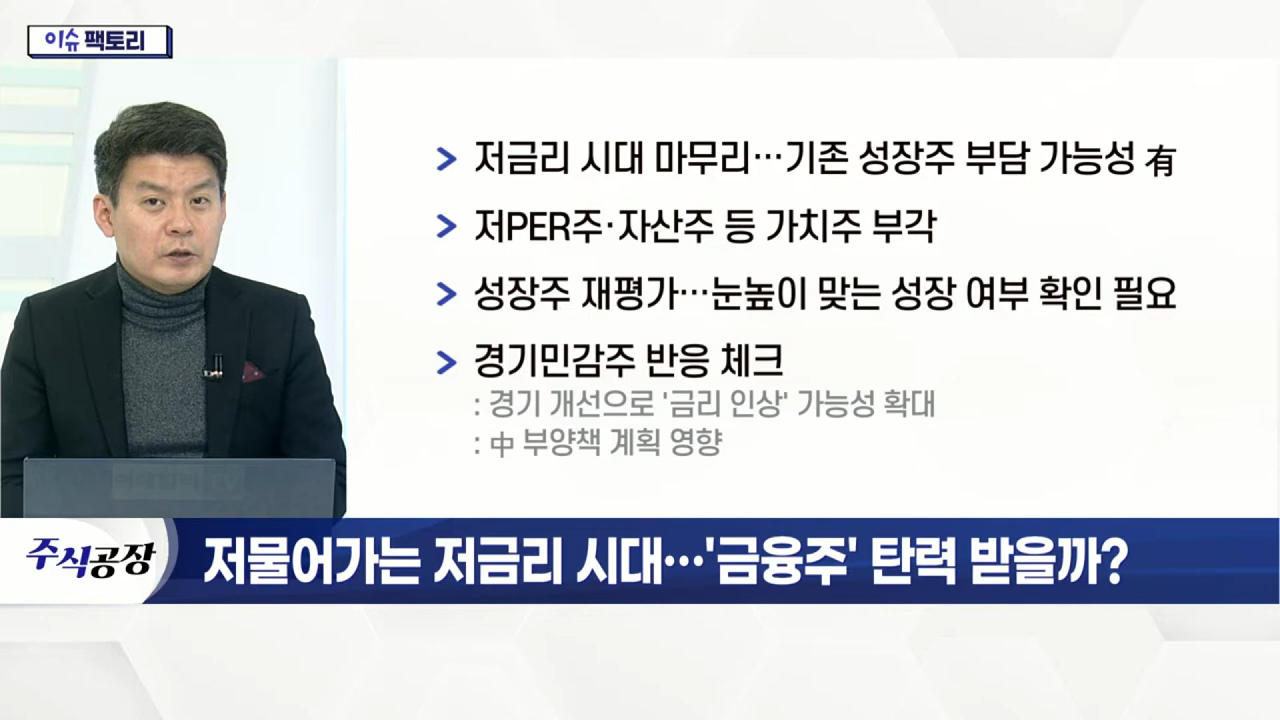 이슈 팩토리
저금리 시대 마무리…기존 성장주 부담 가능성 有
저PER주·자산주 등 가치주 부각
성장주 재평가…눈높이 맞는 성장 여부 확인 필요
경기민감주 반응 체크
: 경기 개선으로 '금리 인상' 가능성 확대
: 中 부양책 계획 영향
주식공장
저물어가는 저금리 시대…'금융주' 탄력 받을까?